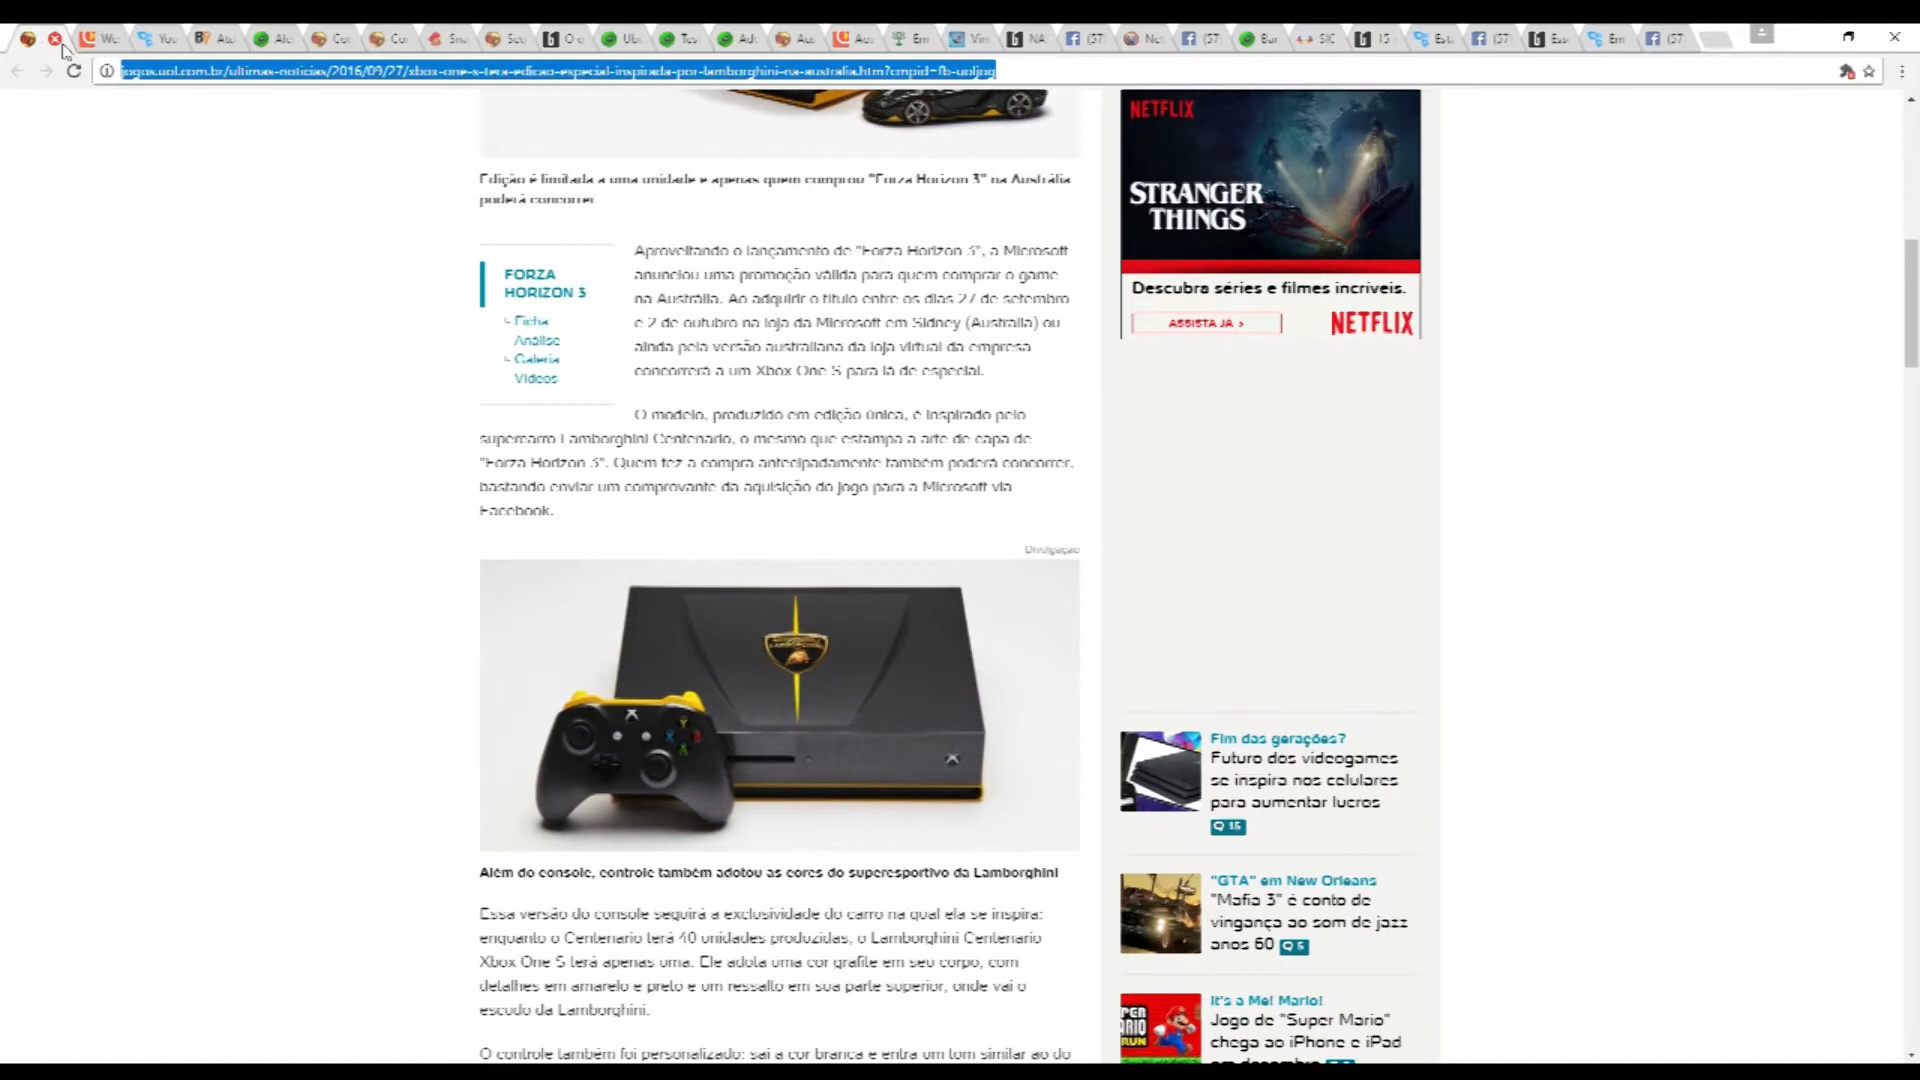 We
You
jogos.uol.com.br/ultimas-noticias/2016/09/27/xbox-one-s-tera-edicao-especial-inspirada-por-lamborghini-na-australia.htm?cmpid=fb-uoljog
Edição é limitada a uma unidade e apenas quem comprou "Forza Horizon 3" na Austrália
poderá concorrer
FORZA
HORIZON 3
Ficha
Análise
Galeria
Vídeos
Aproveitando o lançamento de "Forza Horizon 3", a Microsoft
anunciou uma promoção válida para quem comprar o game
na Austrália. Ao adquirir o título entre os dias 27 de setembro
e 2 de outubro na loja da Microsoft em Sidney (Australia) ou
ainda pela versão australiana da loja virtual da empresa
concorrerá a um Xbox One S para lá de especial.
O modelo, produzido em edição única, é inspirado pelo
supercarro Lamborghini Centenario, o mesmo que estampa a arte de capa de
"Forza Horizon 3". Quem fez a compra antecipadamente também poderá concorrer,
bastando enviar um comprovante da aquisição do jogo para a Microsoft via
Facebook.
Divulgação
Além do console, controle também adotou as cores do superesportivo da Lamborghini
Essa versão do console seguirá a exclusividade do carro na qual ela se inspira:
enquanto o Centenario terá 40 unidades produzidas, o Lamborghini Centenario
Xbox One S terá apenas uma. Ele adota uma cor grafite em seu corpo, com
detalhes em amarelo e preto e um ressalto em sua parte superior, onde vai o
escudo da Lamborghini.
O controle também foi personalizado: sai a cor branca e entra um tom similar ao do
NETFLIX
STRANGER
THINGS
Descubra séries e filmes incríveis.
ASSISTA JÁ >
NETFLIX
Fim das gerações?
Futuro dos videogames
se inspira nos celulares
para aumentar lucros
15
"GTA" em New Orleans
"Mafia 3" é conto de
vingança ao som de jazz
anos 60 5
It's a Me! Mario!
Jogo de "Super Mario"
chega ao iPhone e iPad
em dezembro